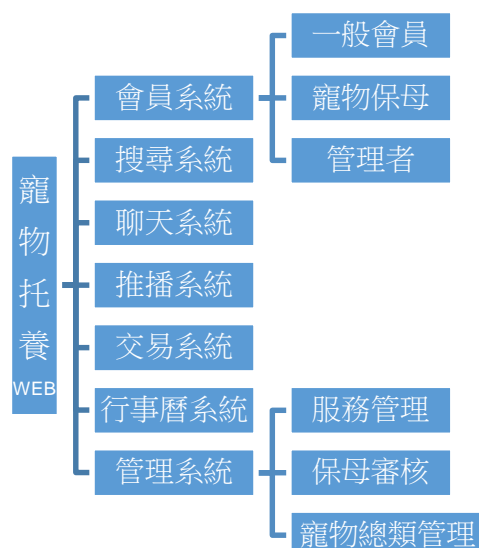 寵物托養WEB
會員系統
一般會員
寵物保母
管理者
搜尋系統
聊天系統
推播系統
交易系統
行事曆系統
管理系統
服務管理
保母審核
寵物總類管理